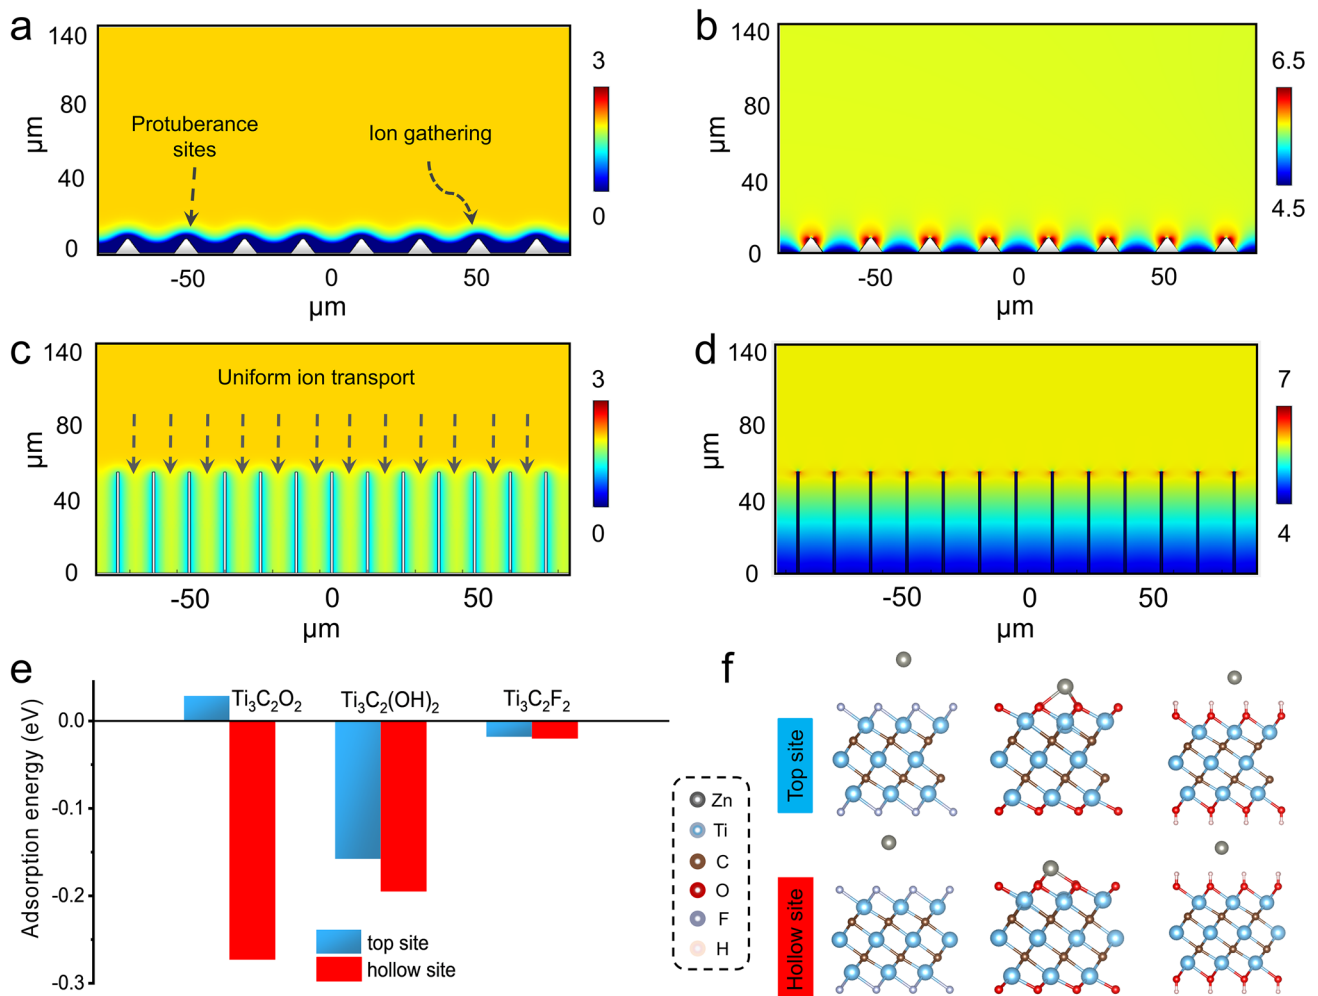 a
140
80
40
0
μm
Protuberance
sites
Ion gathering
3
0
-50
0
50
μm
b
140
80
40
0
μm
6.5
4.5
-50
0
50
μm
c
140
80
40
0
μm
Uniform ion transport
3
0
-50
0
50
μm
d
140
80
40
0
μm
7
4
-50
0
50
μm
e
Adsorption energy (eV)
0.0
-0.1
-0.2
-0.3
Ti₃C₂O₂
Ti₃C₂(OH)₂
Ti₃C₂F₂
top site
hollow site
f
Top site
Hollow site
Zn
Ti
C
O
F
H